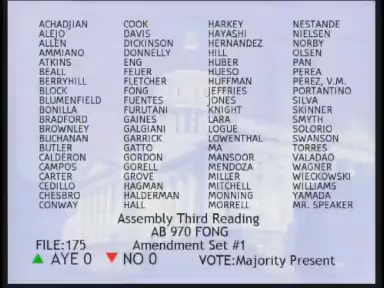 ACHADJIAN COOK HARKEY NESTANDE
ALEJO DAVIS HAYASHI NIELSEN
ALLEN DICKINSON HERNANDEZ NORBY
AMMIANO DONNELLY HILL OLSEN
ATKINS ENG HUBER PAN
BEALL FEUER HUESO PEREA
BERRYHILL FLETCHER HUFFMAN PEREZ, V.M.
BLOCK FONG JEFFRIES PORTANTINO
BLUMENFIELD FUENTES JONES SILVA
BONILLA FURUTANI KNIGHT SKINNER
BRADFORD GAINES LARA SMYTH
BROWNLEY GALGIANI LOGUE SOLORIO
BUCHANAN GARRICK LOWENTHAL SWANSON
BUTLER GATTO MA TORRES
CALDERON GORDON MANSOOR VALADAO
CAMPOS GORELL MENDOZA WAGNER
CARTER GROVE MILLER WIECKOWSKI
CEDILLO HAGMAN MITCHELL WILLIAMS
CHESBRO HALDERMAN MONNING YAMADA
CONWAY HALL MORRELL MR. SPEAKER
Assembly Third Reading
AB 970 FONG
FILE:175 Amendment Set #1
AYE 0 NO 0 VOTE:Majority Present